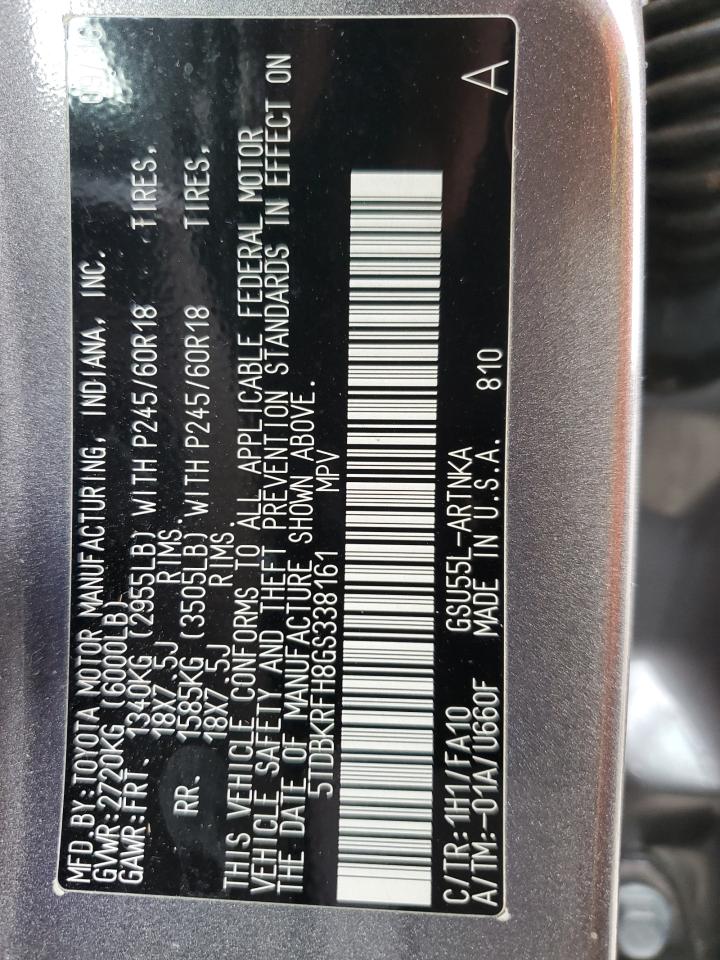 MFD.BY:TOYOTA MOTOR MANUFACTURING, INDIANA, INC.
GVWR:2720KG (6000LB)
GAWR:FRT. 1340KG (2955LB) WITH P245/60R18 TIRES,
18X7.5J RIMS.
RR. 1585KG (3505LB) WITH P245/60R18 TIRES,
18X7.5J RIMS.
THIS VEHICLE CONFORMS TO ALL APPLICABLE FEDERAL MOTOR
VEHICLE SAFETY AND THEFT PREVENTION STANDARDS IN EFFECT ON
THE DATE OF MANUFACTURE SHOWN ABOVE.
5TDBKRFH8GS338161 MPV
C/TR:1H1/FA10 GSU55L-ARTNKA
A/TM:-01A/U660F MADE IN U.S.A. 810
A